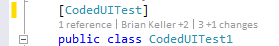 [CodedUITest]
1 reference | Brian Keller +2 | 3 +1 changes
public class CodedUITest1